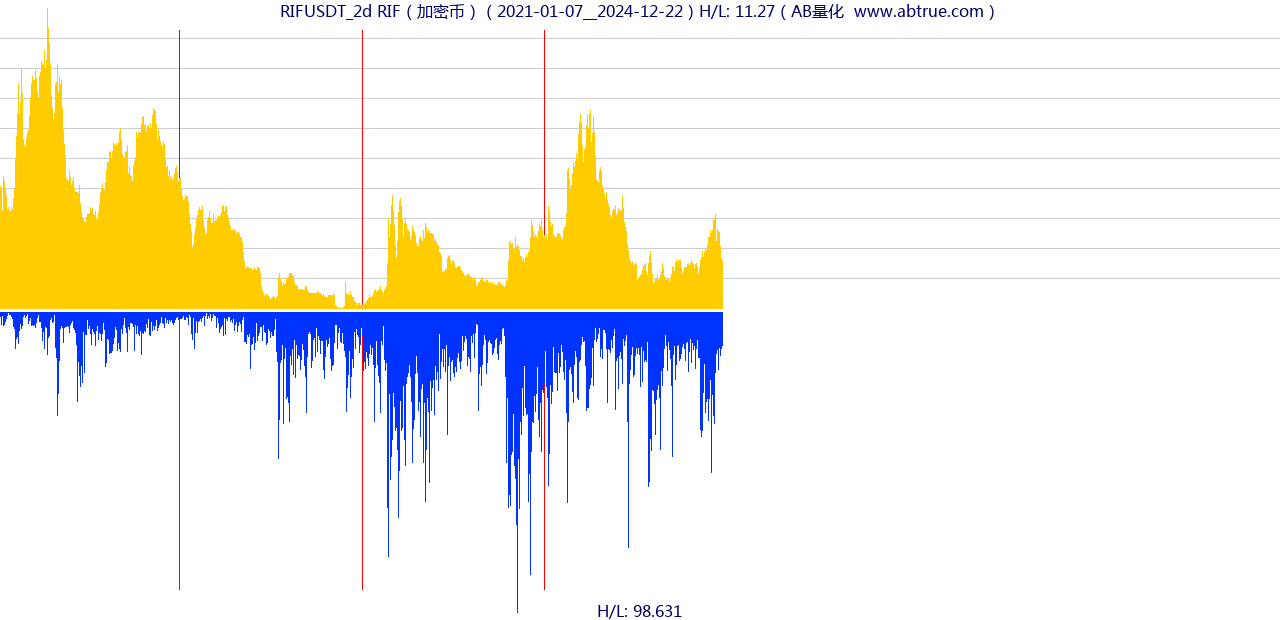 RIFUSDT_2d RIF（加密币）（2021-01-07__2024-12-22）H/L: 11.27（AB量化  www.abtrue.com）
H/L: 98.631